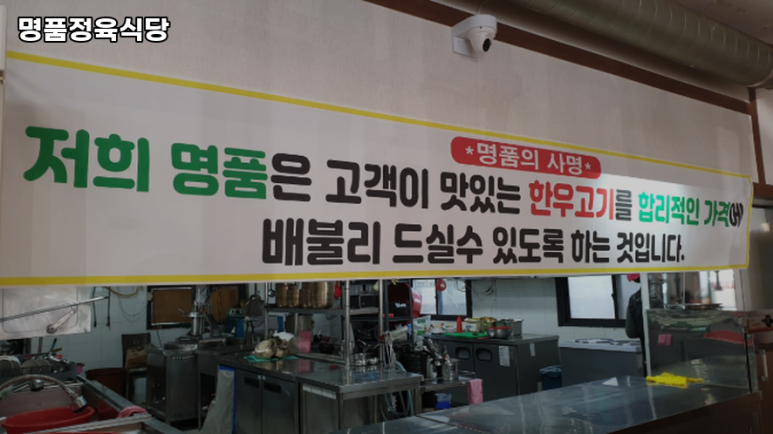 명품정육식당
*명품의 사명*
저희 명품은 고객이 맛있는 한우고기를 합리적인 가격에
배불리 드실수 있도록 하는 것입니다.